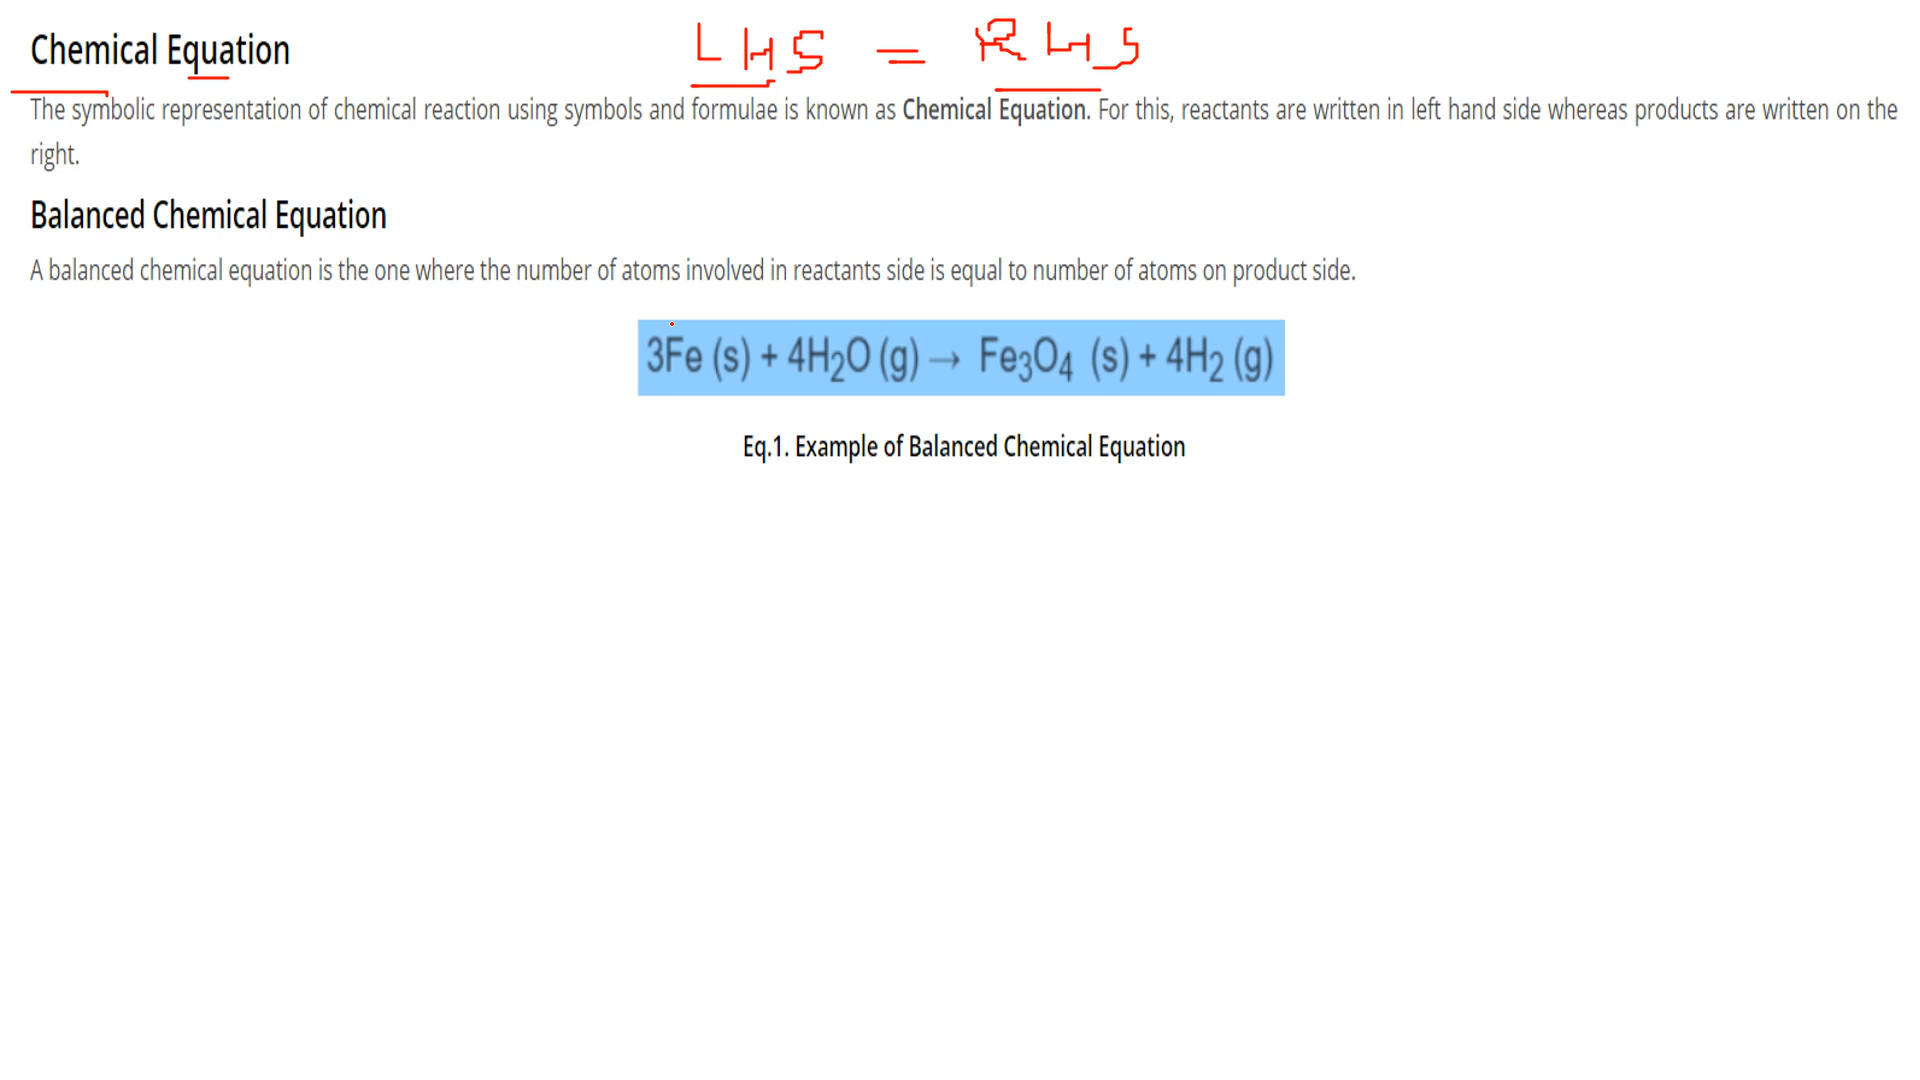 Chemical Equation
LHS = RHS
The symbolic representation of chemical reaction using symbols and formulae is known as Chemical Equation. For this, reactants are written in left hand side whereas products are written on the
right.
Balanced Chemical Equation
A balanced chemical equation is the one where the number of atoms involved in reactants side is equal to number of atoms on product side.
3Fe (s) + 4H₂O (g) → Fe₃O₄ (s) + 4H₂ (g)
Eq.1. Example of Balanced Chemical Equation